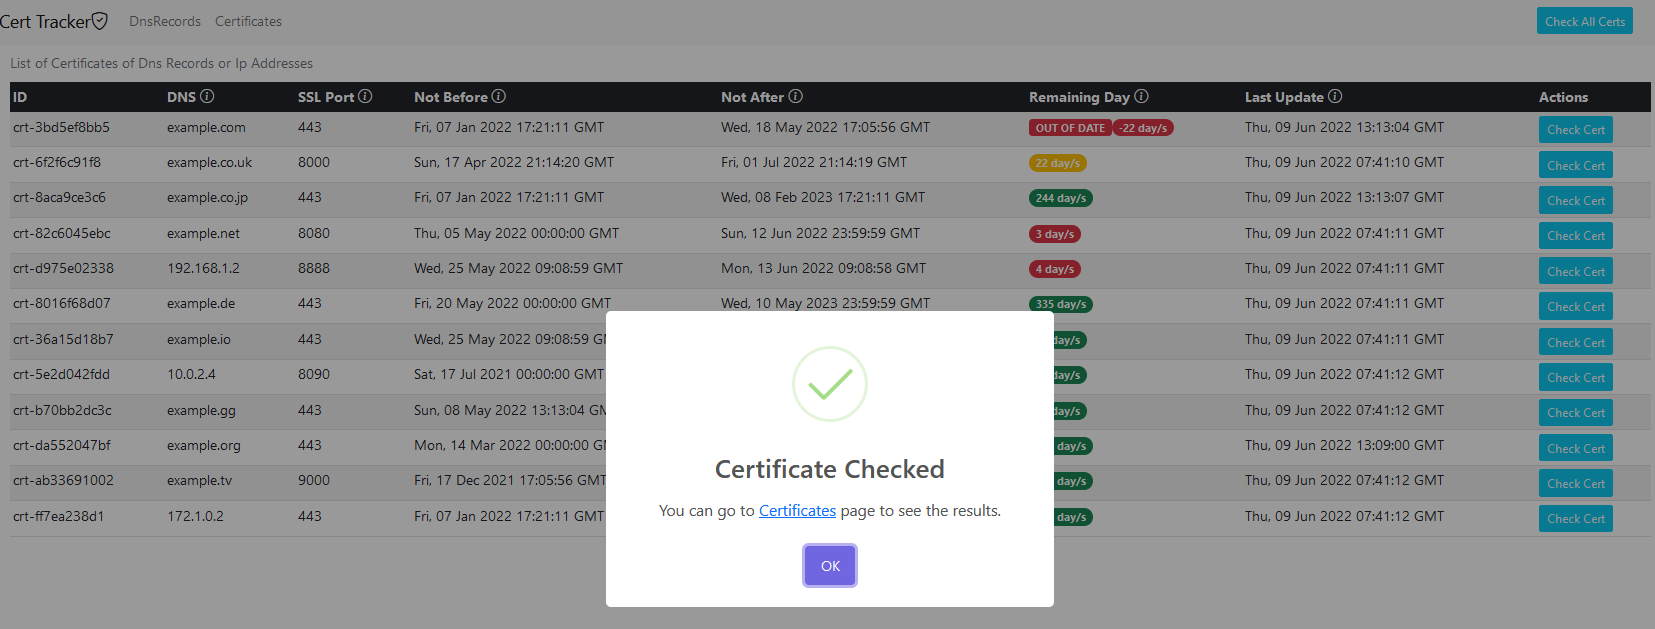 Cert Tracker DnsRecords Certificates Check All Certs
List of Certificates of Dns Records or Ip Addresses
ID DNS SSL Port Not Before Not After Remaining Day Last Update Actions
crt-3bd5ef8bb5 example.com 443 Fri, 07 Jan 2022 17:21:11 GMT Wed, 18 May 2022 17:05:56 GMT OUT OF DATE -22 day/s Thu, 09 Jun 2022 13:13:04 GMT Check Cert
crt-6f2f6c91f8 example.co.uk 8000 Sun, 17 Apr 2022 21:14:20 GMT Fri, 01 Jul 2022 21:14:19 GMT 22 day/s Thu, 09 Jun 2022 07:41:10 GMT Check Cert
crt-8aca9ce3c6 example.co.jp 443 Fri, 07 Jan 2022 17:21:11 GMT Wed, 08 Feb 2023 17:21:11 GMT 244 day/s Thu, 09 Jun 2022 13:13:07 GMT Check Cert
crt-82c6045ebc example.net 8080 Thu, 05 May 2022 00:00:00 GMT Sun, 12 Jun 2022 23:59:59 GMT 3 day/s Thu, 09 Jun 2022 07:41:11 GMT Check Cert
crt-d975e02338 192.168.1.2 8888 Wed, 25 May 2022 09:08:59 GMT Mon, 13 Jun 2022 09:08:58 GMT 4 day/s Thu, 09 Jun 2022 07:41:11 GMT Check Cert
crt-8016f68d07 example.de 443 Fri, 20 May 2022 00:00:00 GMT Wed, 10 May 2023 23:59:59 GMT 335 day/s Thu, 09 Jun 2022 07:41:11 GMT Check Cert
crt-36a15d18b7 example.io 443 Wed, 25 May 2022 09:08:59 day/s Thu, 09 Jun 2022 07:41:11 GMT Check Cert
crt-5e2d042fdd 10.0.2.4 8090 Sat, 17 Jul 2021 00:00:00 GMT day/s Thu, 09 Jun 2022 07:41:12 GMT Check Cert
crt-b70bb2dc3c example.gg 443 Sun, 08 May 2022 13:13:04 day/s Thu, 09 Jun 2022 07:41:12 GMT Check Cert
crt-da552047bf example.org 443 Mon, 14 Mar 2022 00:00:00 day/s Thu, 09 Jun 2022 13:09:00 GMT Check Cert
crt-ab33691002 example.tv 9000 Fri, 17 Dec 2021 17:05:56 GMT day/s Thu, 09 Jun 2022 07:41:12 GMT Check Cert
crt-ff7ea238d1 172.1.0.2 443 Fri, 07 Jan 2022 17:21:11 GMT day/s Thu, 09 Jun 2022 07:41:12 GMT Check Cert
Certificate Checked
You can go to Certificates page to see the results.
OK